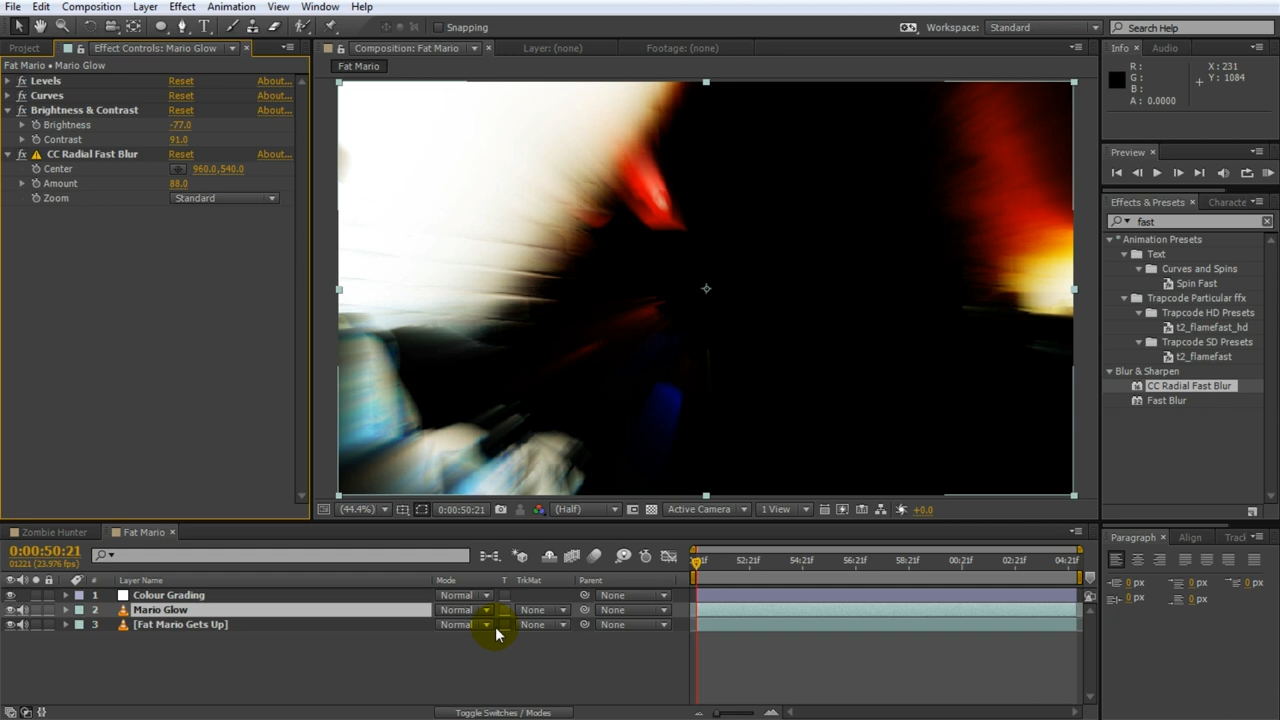 File Edit Composition Layer Effect Animation View Window Help
Snapping Workspace: Standard Search Help
Project Effect Controls: Mario Glow Composition: Fat Mario Layer: (none) Footage: (none) Info Audio
Fat Mario • Mario Glow Fat Mario
fx Levels Reset About...
fx Curves Reset About...
fx Brightness & Contrast Reset About...
Brightness -77.0
Contrast 91.0
fx CC Radial Fast Blur Reset About...
Center 960.0,540.0
Amount 88.0
Zoom Standard
R: X: 231
G: Y: 1084
B:
A: 0.0000
Preview
Effects & Presets Characte
fast
* Animation Presets
Text
Curves and Spins
Spin Fast
Trapcode Particular ffx
Trapcode HD Presets
t2_flamefast_hd
Trapcode SD Presets
t2_flamefast
Blur & Sharpen
CC Radial Fast Blur
Fast Blur
(44.4%) 0:00:50:21 (Half) Active Camera 1 View +0.0
Zombie Hunter Fat Mario
0:00:50:21
01221 (23.976 fps)
52:21f 54:21f 56:21f 58:21f 00:21f 02:21f 04:21f
# Layer Name Mode T TrkMat Parent
1 Colour Grading Normal None
2 Mario Glow Normal None None
3 [Fat Mario Gets Up] Normal None None
Toggle Switches / Modes
Paragraph Align Tracl
0 px 0 px 0 px
0 px 0 px